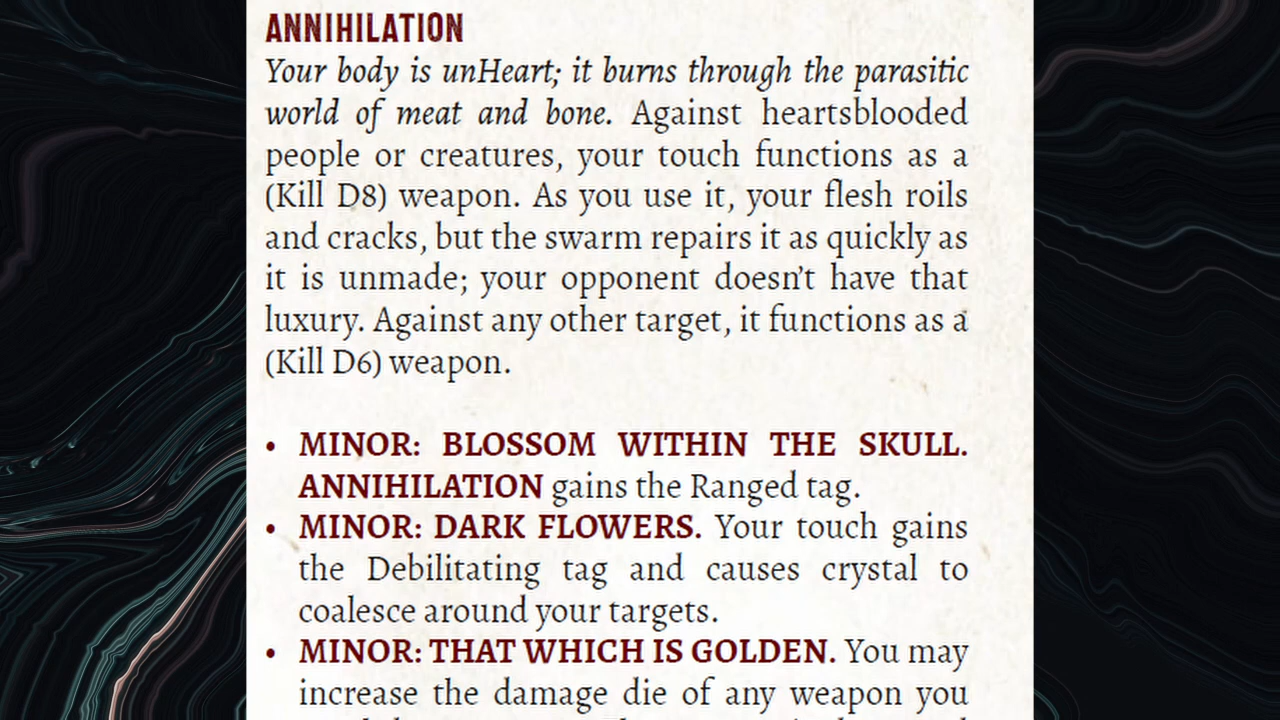 ANNIHILATION
Your body is unHeart; it burns through the parasitic
world of meat and bone. Against heartsblooded
people or creatures, your touch functions as a
(Kill D8) weapon. As you use it, your flesh roils
and cracks, but the swarm repairs it as quickly as
it is unmade; your opponent doesn't have that
luxury. Against any other target, it functions as a
(Kill D6) weapon.
• MINOR: BLOSSOM WITHIN THE SKULL.
ANNIHILATION gains the Ranged tag.
• MINOR: DARK FLOWERS. Your touch gains
the Debilitating tag and causes crystal to
coalesce around your targets.
• MINOR: THAT WHICH IS GOLDEN. You may
increase the damage die of any weapon you